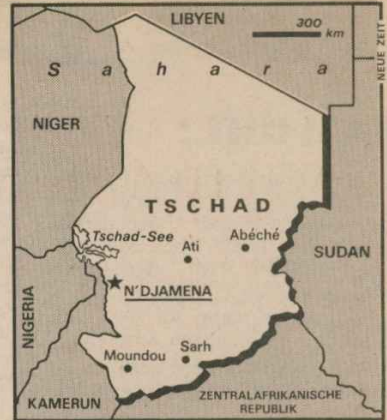 LIBYEN
300
km
NEUE ZEIT
Sahara
NIGER
TSCHAD
Tschad-See
Ati
Abéché
SUDAN
N'DJAMENA
NIGERIA
Moundou
Sarh
KAMERUN
ZENTRALAFRIKANISCHE
REPUBLIK